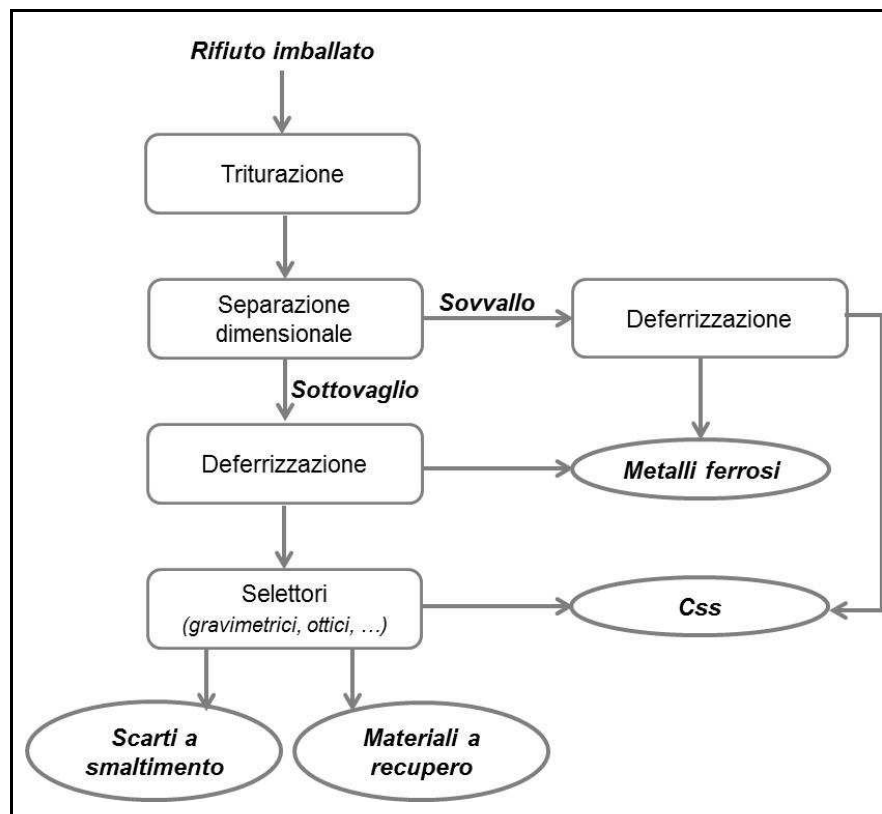 Rifiuto imballato
Triturazione
Separazione
dimensionale
Sovvallo
Deferrizzazione
Sottovaglio
Deferrizzazione
Metalli ferrosi
Selettori
(gravimetrici, ottici, …)
Css
Scarti a
smaltimento
Materiali a
recupero